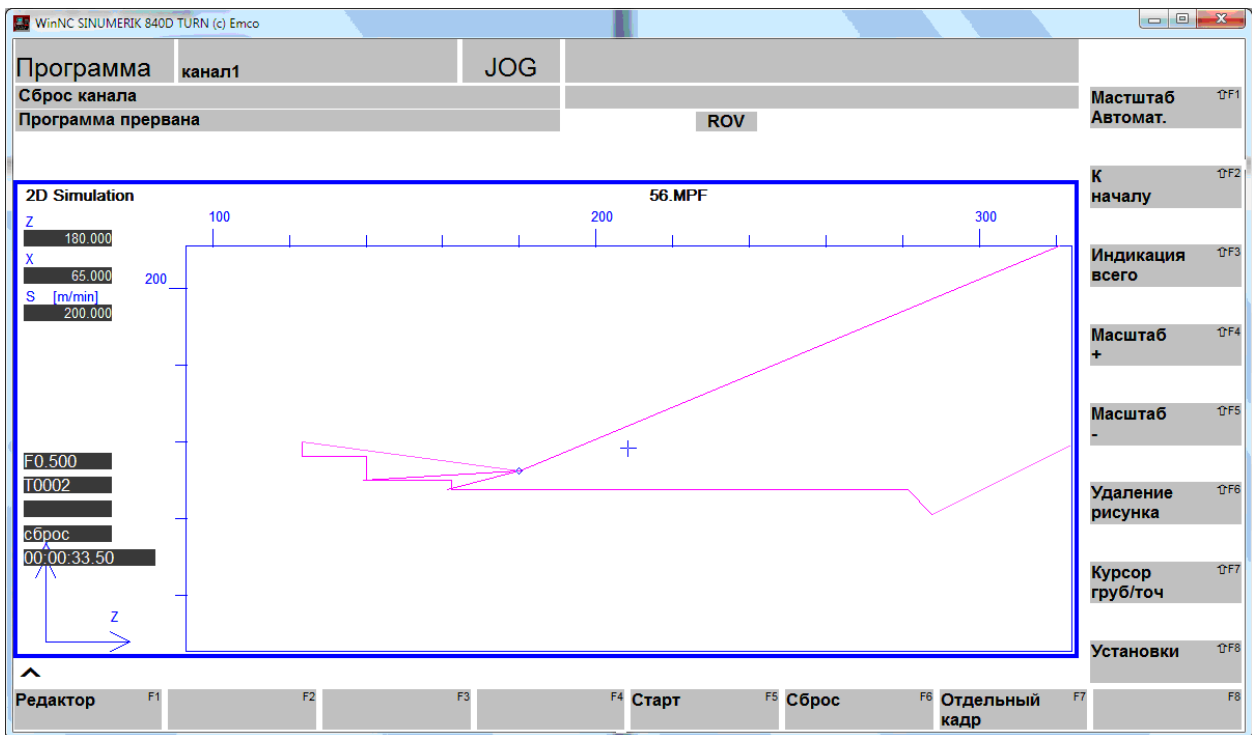 WinNC SINUMERIK 840D TURN (c) Emco
Программа канал1 JOG
Сброс канала
Программа прервана ROV
2D Simulation 56.MPF
Z
180.000
X
65.000
S [m/min]
200.000
100 200 300
200
F0.500
T0002
сброс
00:00:33.50
Z
Мастштаб ⇧F1
Автомат.
К ⇧F2
началу
Индикация ⇧F3
всего
Масштаб ⇧F4
+
Масштаб ⇧F5
-
Удаление ⇧F6
рисунка
Курсор ⇧F7
груб/точ
Установки ⇧F8
Редактор F1 F2 F3 F4 Старт F5 Сброс F6 Отдельный F7 F8
кадр